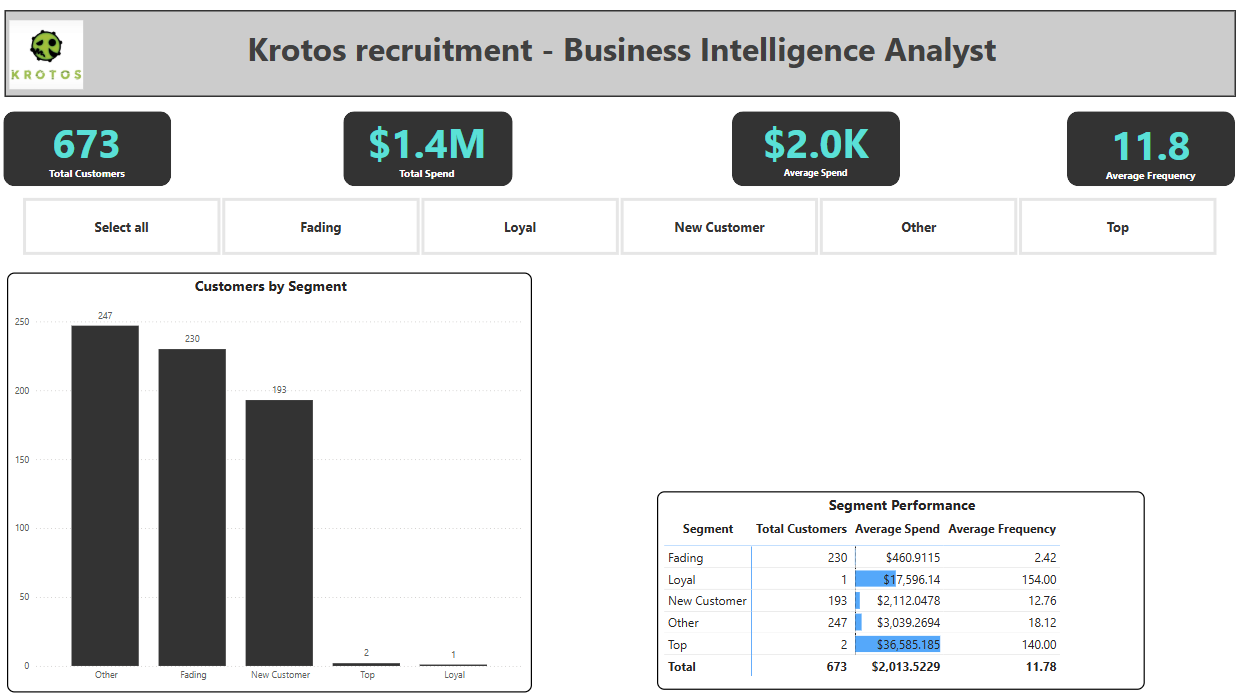 KROTOS
Krotos recruitment - Business Intelligence Analyst
673
Total Customers
$1.4M
Total Spend
$2.0K
Average Spend
11.8
Average Frequency
Select all
Fading
Loyal
New Customer
Other
Top
Customers by Segment
250
200
150
100
50
0
247
230
193
2
1
Other
Fading
New Customer
Top
Loyal
Segment Performance
Segment Total Customers Average Spend Average Frequency
Fading 230 $460.9115 2.42
Loyal 1 $17,596.14 154.00
New Customer 193 $2,112.0478 12.76
Other 247 $3,039.2694 18.12
Top 2 $36,585.185 140.00
Total 673 $2,013.5229 11.78